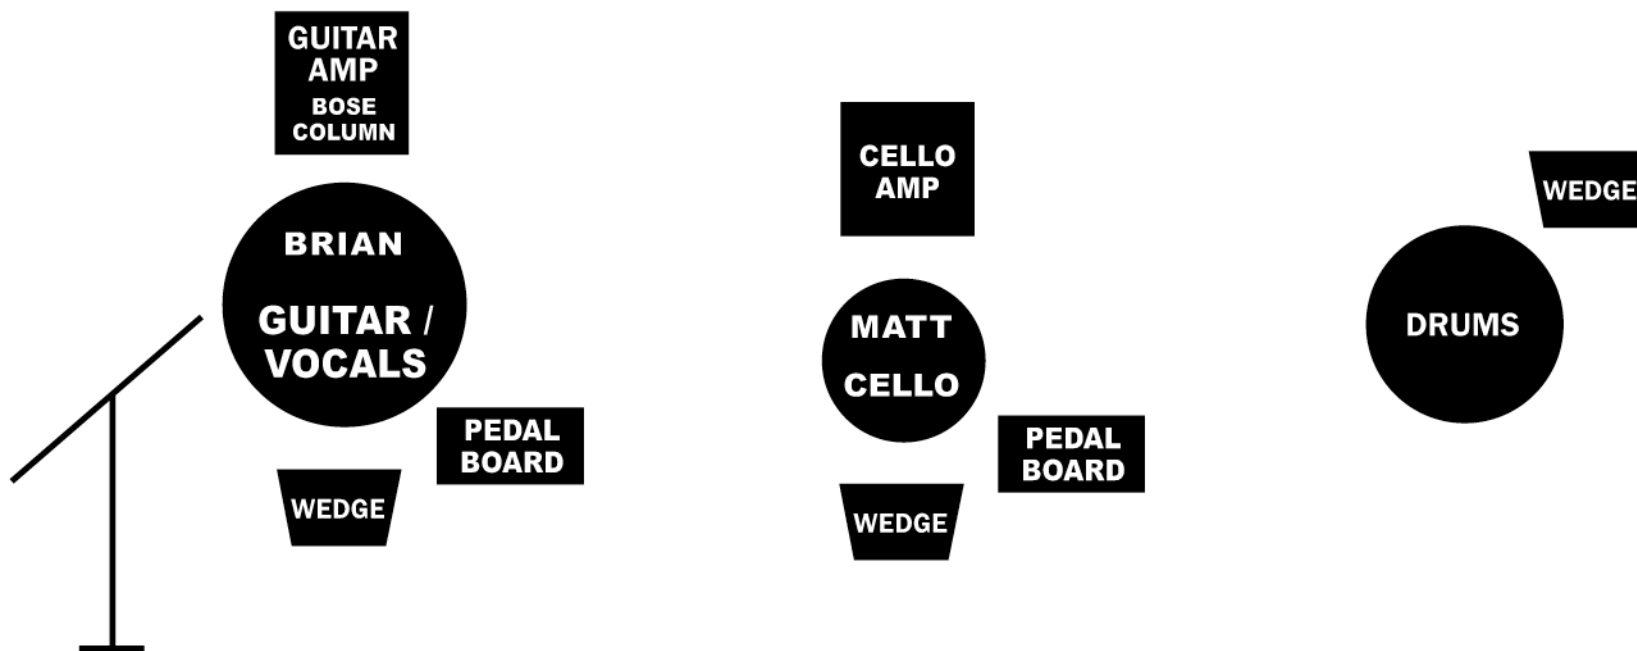 GUITAR
AMP
BOSE
COLUMN
BRIAN
GUITAR /
VOCALS
PEDAL
BOARD
WEDGE
CELLO
AMP
MATT
CELLO
PEDAL
BOARD
WEDGE
WEDGE
DRUMS